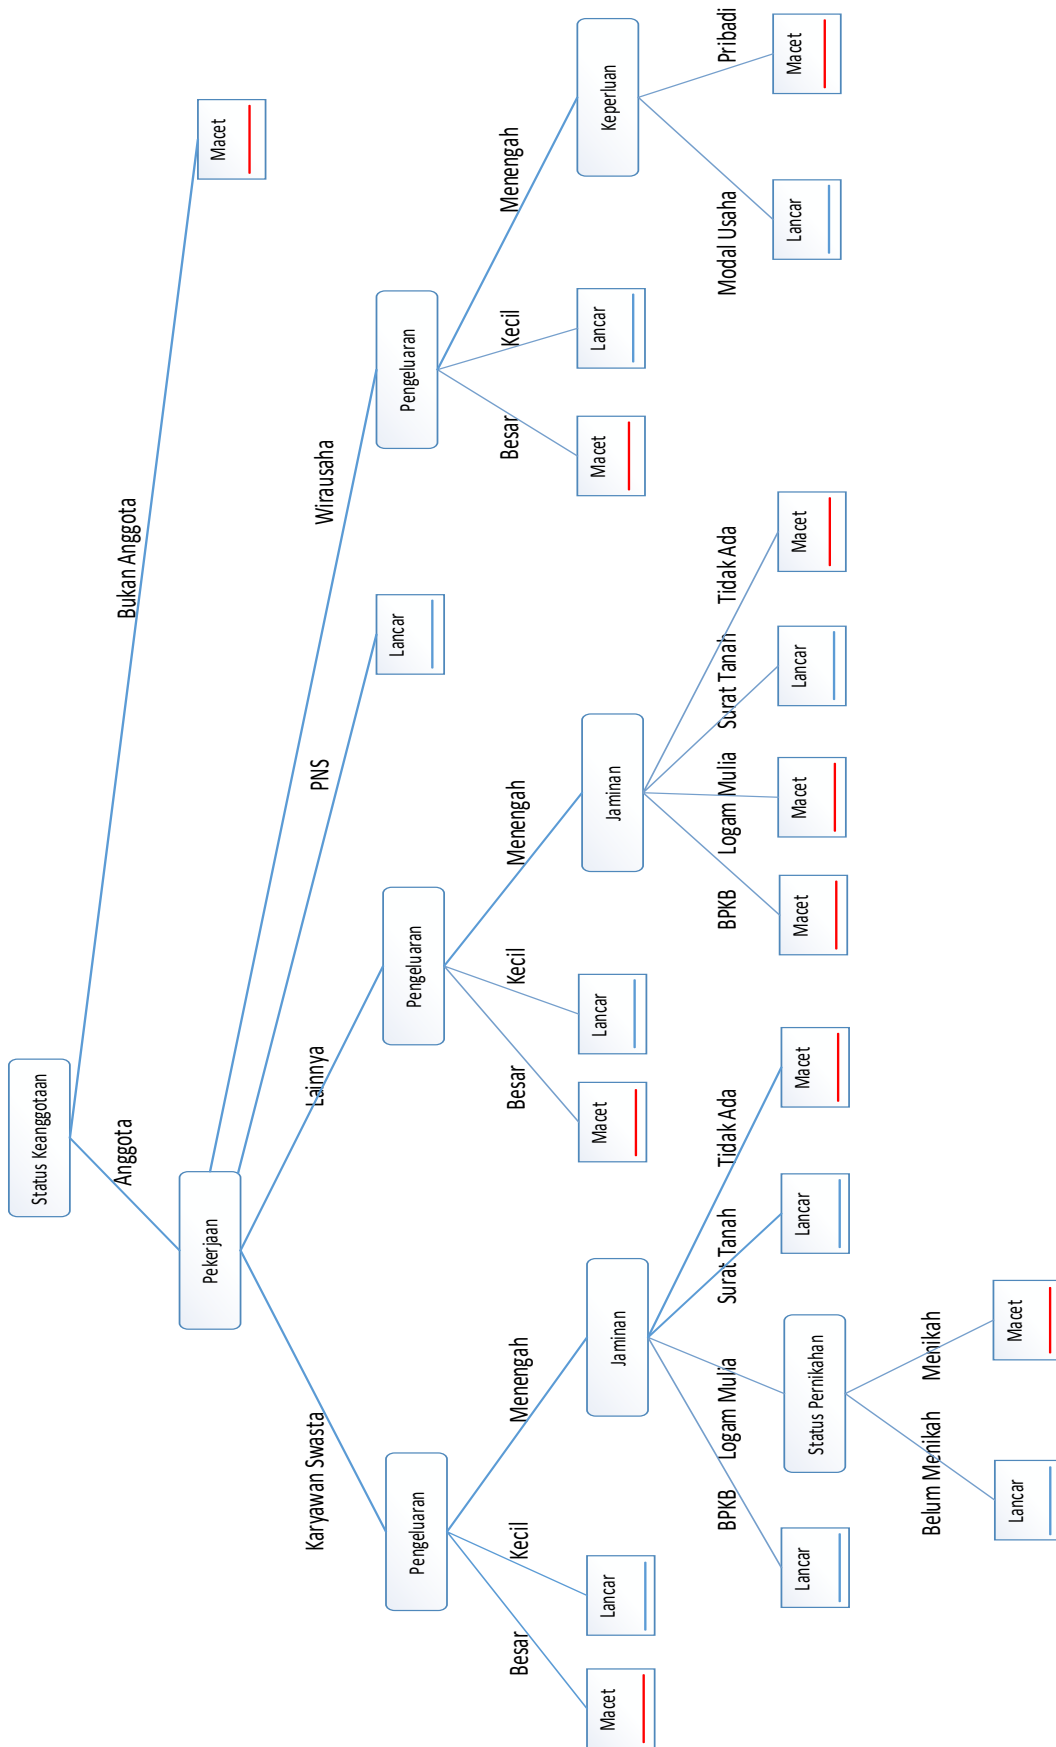 Status Keanggotaan
Anggota
Bukan Anggota
Pekerjaan
Macet
Karyawan Swasta
Lainnya
PNS
Wirausaha
Pengeluaran
Pengeluaran
Lancar
Pengeluaran
Besar
Kecil
Menengah
Besar
Kecil
Menengah
Besar
Kecil
Menengah
Macet
Lancar
Jaminan
Macet
Lancar
Jaminan
Macet
Lancar
Keperluan
BPKB
Logam Mulia
Surat Tanah
Tidak Ada
BPKB
Logam Mulia
Surat Tanah
Tidak Ada
Modal Usaha
Pribadi
Lancar
Status Pernikahan
Lancar
Macet
Macet
Macet
Lancar
Macet
Lancar
Macet
Belum Menikah
Menikah
Lancar
Macet